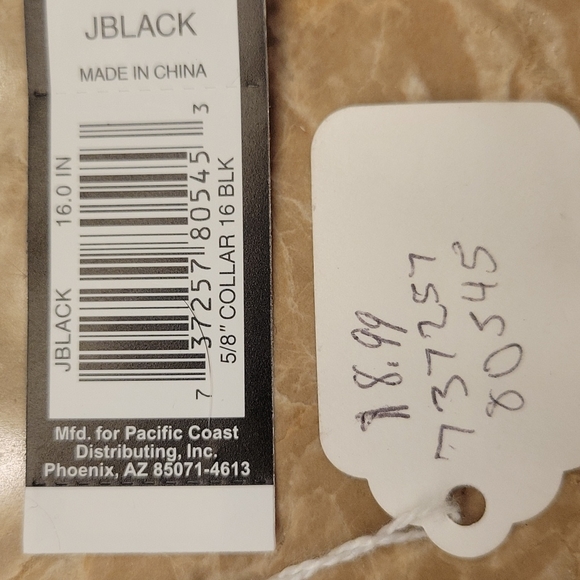 JBLACK
MADE IN CHINA
JBLACK 16.0 IN
7 37257 80545 3
5/8" COLLAR 16 BLK
Mfd. for Pacific Coast
Distributing, Inc.
Phoenix, AZ 85071-4613
8.99
737257
80545